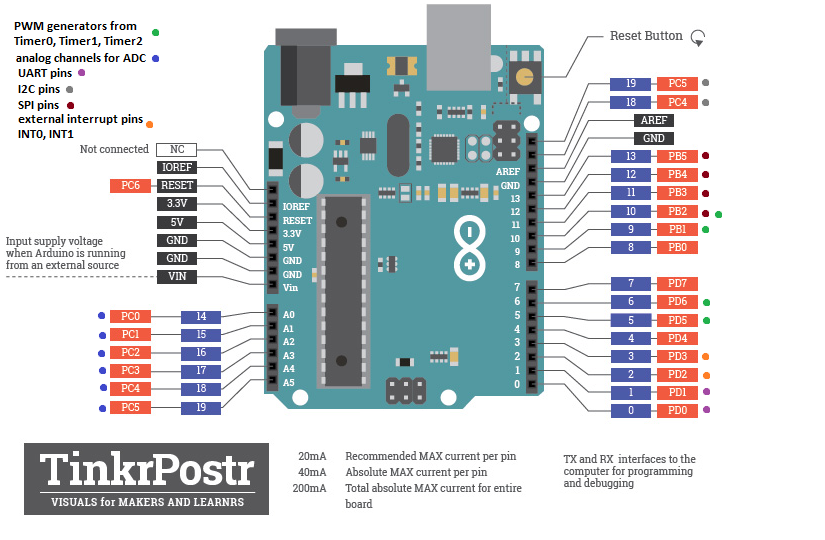 PWM generators from
Timer0, Timer1, Timer2
analog channels for ADC
UART pins
I2C pins
SPI pins
external interrupt pins
INT0, INT1
Not connected
NC
IOREF
PC6
RESET
3.3V
5V
GND
GND
VIN
Input supply voltage
when Arduino is running
from an external source
PC0 14
PC1 15
PC2 16
PC3 17
PC4 18
PC5 19
IOREF
RESET
3.3V
5V
GND
GND
Vin
A0
A1
A2
A3
A4
A5
AREF
GND
13
12
11
10
9
8
7
6
5
4
3
2
1
0
Reset Button
19 PC5
18 PC4
AREF
GND
13 PB5
12 PB4
11 PB3
10 PB2
9 PB1
8 PB0
7 PD7
6 PD6
5 PD5
4 PD4
3 PD3
2 PD2
1 PD1
0 PD0
TinkrPostr
VISUALS for MAKERS AND LEARNRS
20mA Recommended MAX current per pin
40mA Absolute MAX current per pin
200mA Total absolute MAX current for entire
board
TX and RX interfaces to the
computer for programming
and debugging